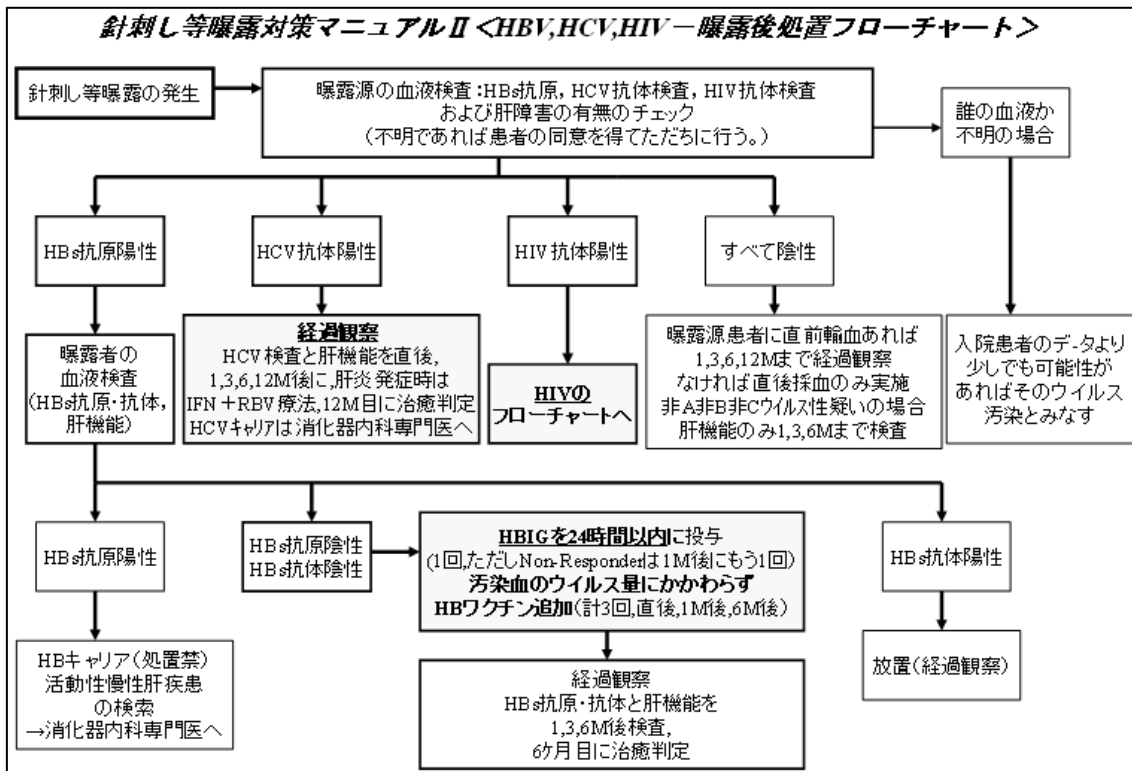 針刺し等曝露対策マニュアルⅡ＜HBV,HCV,HIV－曝露後処置フローチャート＞
針刺し等曝露の発生
曝露源の血液検査：HBs抗原，HCV抗体検査，HIV抗体検査
および肝障害の有無のチェック
（不明であれば患者の同意を得てただちに行う。）
誰の血液か
不明の場合
HBs抗原陽性
HCV抗体陽性
HIV抗体陽性
すべて陰性
曝露者の
血液検査
(HBs抗原・抗体，
肝機能）
経過観察
HCV検査と肝機能を直後，
1,3,6,12M後に，肝炎発症時は
IFN＋RBV療法，12M目に治癒判定
HCVキャリアは消化器内科専門医へ
HIVの
フローチャートへ
曝露源患者に直前輸血あれば
1,3,6,12Mまで経過観察
なければ直後採血のみ実施
非A非B非Cウイルス性疑いの場合
肝機能のみ1,3,6Mまで検査
入院患者のデータより
少しでも可能性が
あればそのウイルス
汚染とみなす
HBs抗原陽性
HBs抗原陰性
HBs抗体陰性
HBIGを24時間以内に投与
(1回，ただしNon-Responderは1M後にもう1回）
汚染血のウイルス量にかかわらず
HBワクチン追加(計3回，直後，1M後，6M後）
HBs抗体陽性
HBキャリア（処置禁）
活動性慢性肝疾患
の検索
→消化器内科専門医へ
経過観察
HBs抗原・抗体と肝機能を
1,3,6M後検査，
6ケ月目に治癒判定
放置（経過観察）